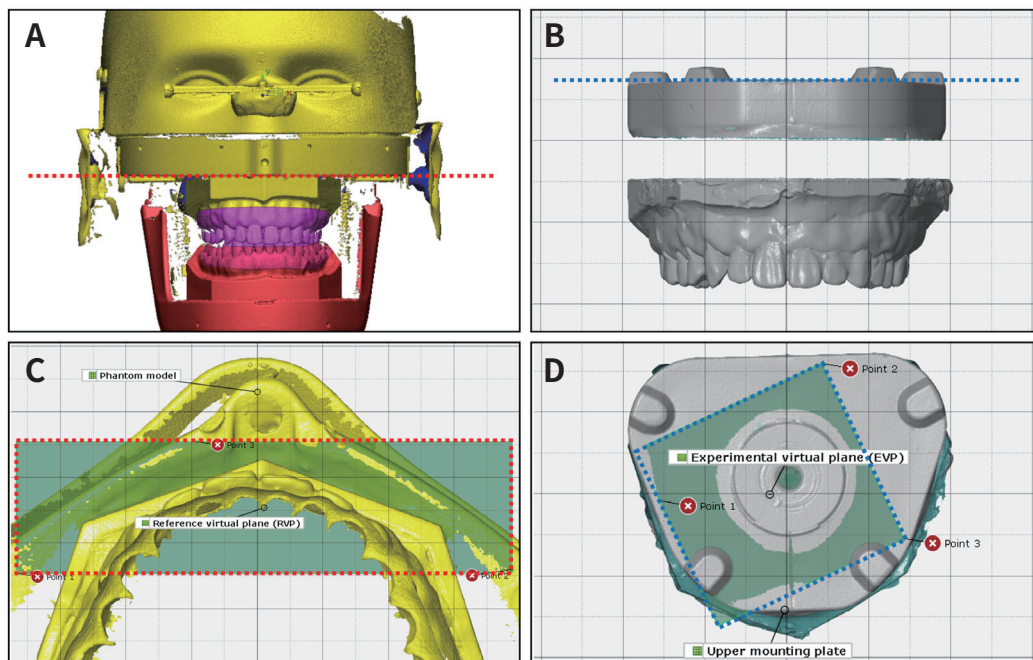 A
B
C
Phantom model
Point 3
Reference virtual plane (RVP)
Point 1
Point 2
D
Point 2
Experimental virtual plane (EVP)
Point 1
Point 3
Upper mounting plate